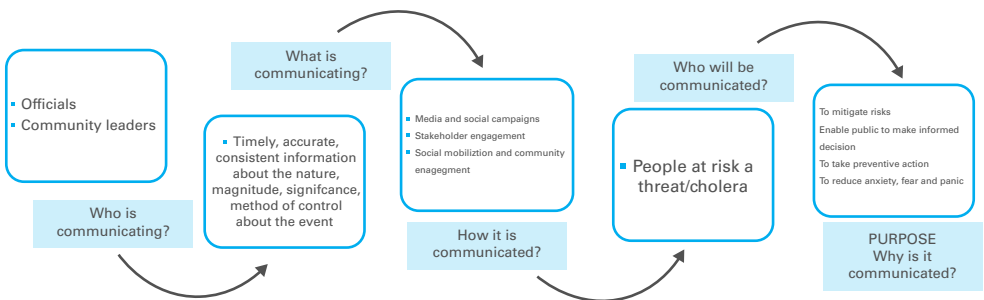 ▪ Officials
▪ Community leaders
Who is
communicating?
What is
communicating?
▪ Timely, accurate,
consistent information
about the nature,
magnitude, signifcance,
method of control
about the event
▪ Media and social campaigns
▪ Stakeholder engagement
▪ Social mobiliztion and community
enagegment
How it is
communicated?
Who will be
communicated?
▪ People at risk a
threat/cholera
To mitigate risks
Enable public to make informed
decision
To take preventive action
To reduce anxiety, fear and panic
PURPOSE
Why is it
communicated?